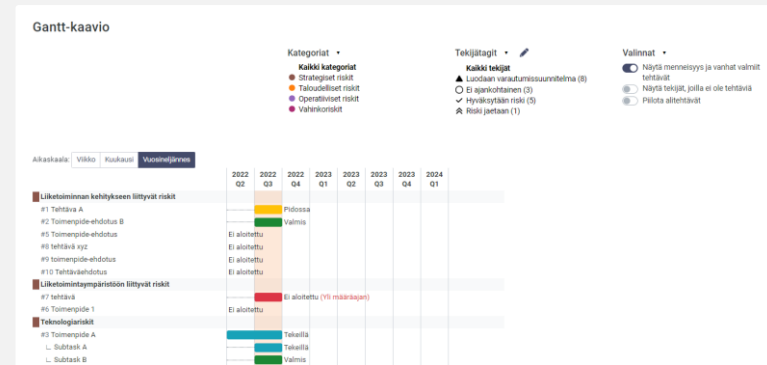 Gantt-kaavio
Kategoriat
Kaikki kategoriat
Strategiset riskit
Taloudelliset riskit
Operatiiviset riskit
Vahinkoriskit
Tekijätagit
Kaikki tekijät
Luodaan varautumissuunnitelma (8)
Ei ajankohtainen (3)
Hyväksytään riski (5)
Riski jaetaan (1)
Valinnat
Näytä menneisyys ja vanhat valmiit
tehtävät
Näytä tekijät, joilla ei ole tehtäviä
Piilota alitehtävät
Aikaskaala: Viikko Kuukausi Vuosineljännes
2022 2022 2022 2023 2023 2023 2023 2024
Q2 Q3 Q4 Q1 Q2 Q3 Q4 Q1
Liiketoiminnan kehitykseen liittyvät riskit
#1 Tehtäva A Pidossa
#2 Toimenpide-ehdotus B Valmis
#5 Toimenpide-ehdotus Ei aloitettu
#8 tehtävä xyz Ei aloitettu
#9 toimenpide-ehdotus Ei aloitettu
#10 Tehtäväehdotus Ei aloitettu
Liiketoimintaympäristöön liittyvät riskit
#7 tehtävä Ei aloitettu (Yli määräajan)
#6 Toimenpide 1 Ei aloitettu
Teknologiariskit
#3 Toimenpide A Tekeillä
Subtask A Tekeillä
Subtask B Valmis